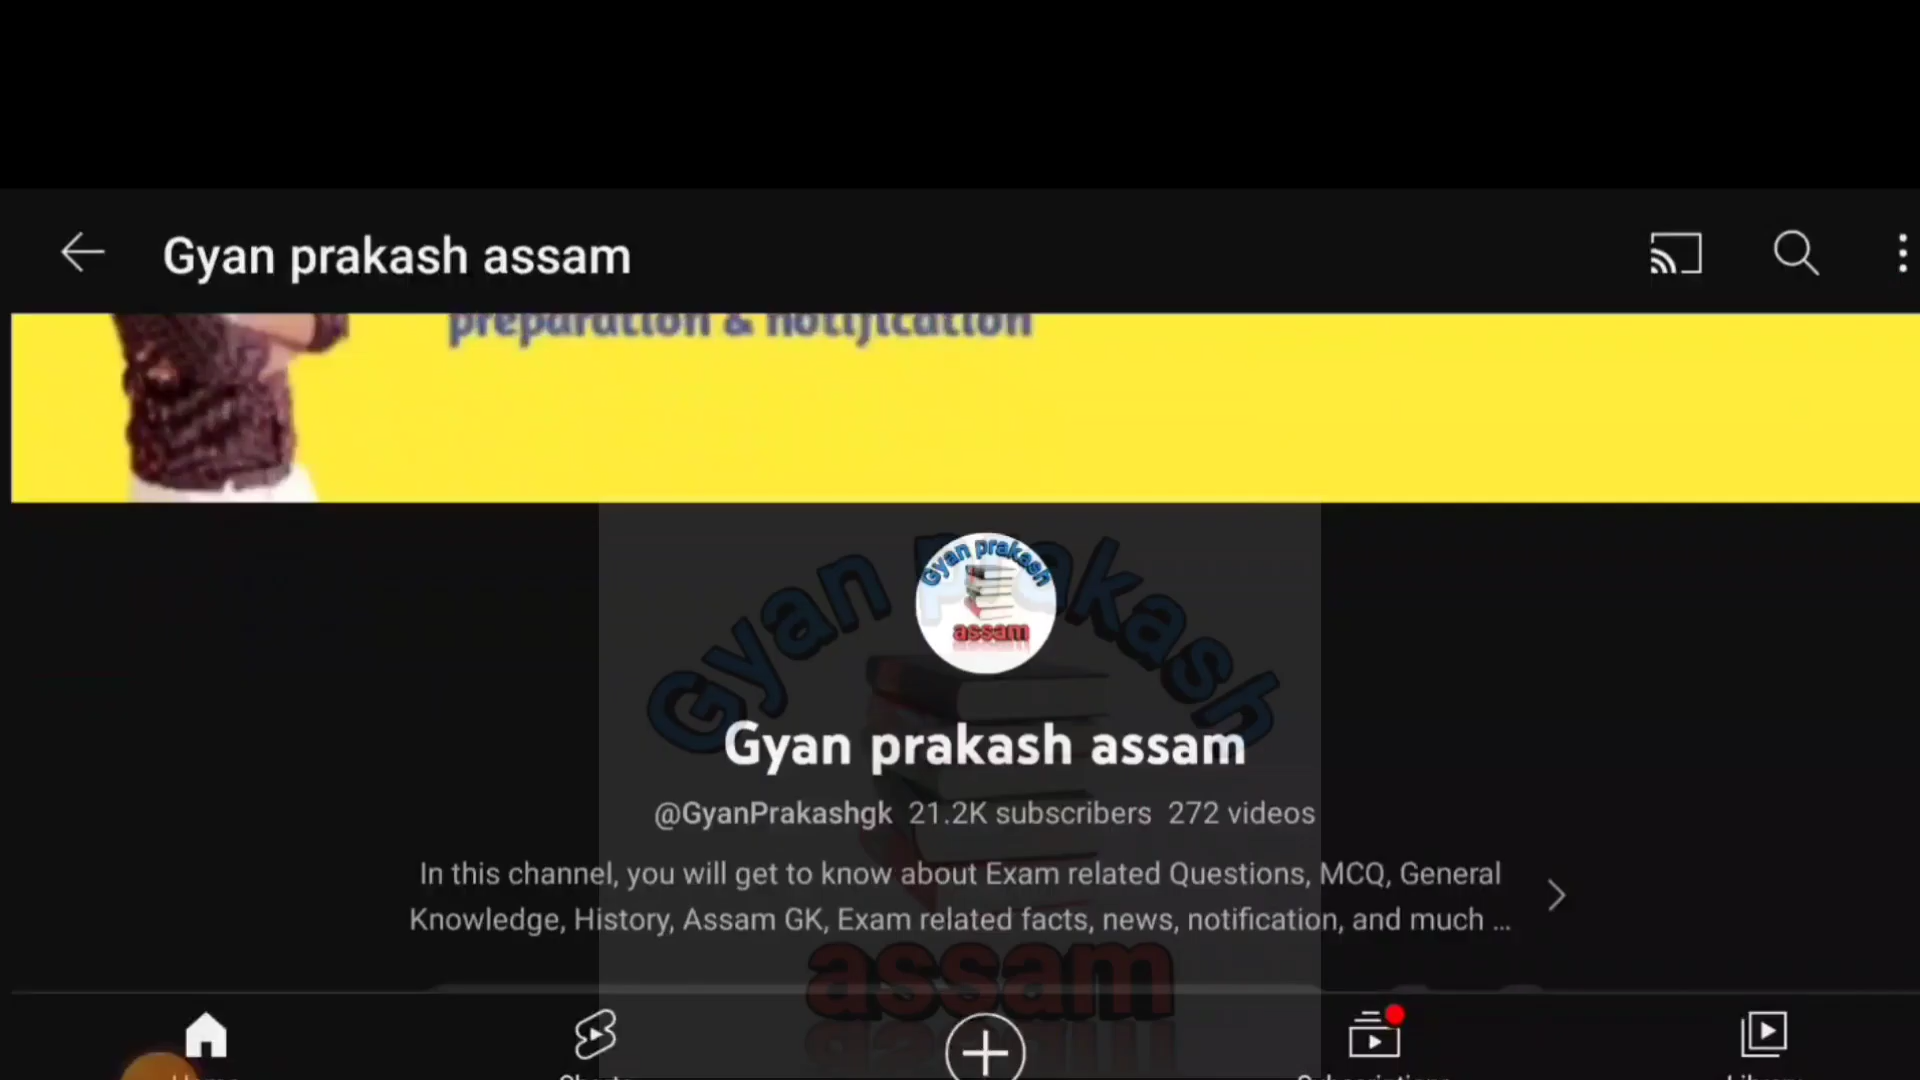 Gyan prakash assam
preparation & notification
Gyan prakash
assam
Gyan prakash
Gyan prakash assam
@GyanPrakashgk 21.2K subscribers 272 videos
In this channel, you will get to know about Exam related Questions, MCQ, General
Knowledge, History, Assam GK, Exam related facts, news, notification, and much ...
assam